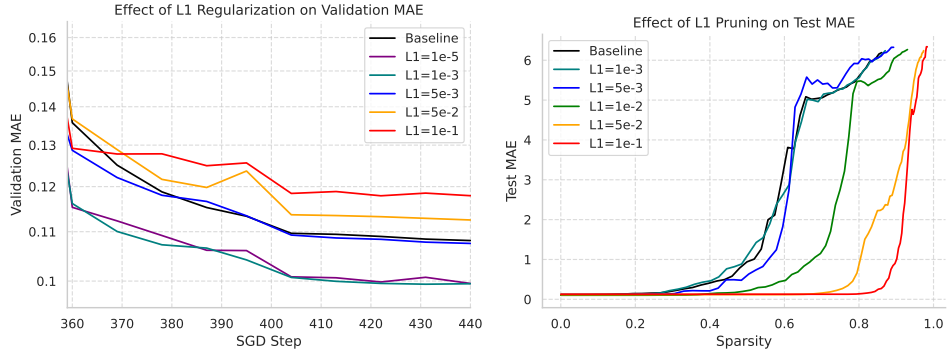 Effect of L1 Regularization on Validation MAE
Validation MAE
0.16
0.15
0.14
0.13
0.12
0.11
0.1
360
370
380
390
400
410
420
430
440
SGD Step
Baseline
L1=1e-5
L1=1e-3
L1=5e-3
L1=5e-2
L1=1e-1
Effect of L1 Pruning on Test MAE
Test MAE
6
5
4
3
2
1
0
0.0
0.2
0.4
0.6
0.8
1.0
Sparsity
Baseline
L1=1e-3
L1=5e-3
L1=1e-2
L1=5e-2
L1=1e-1